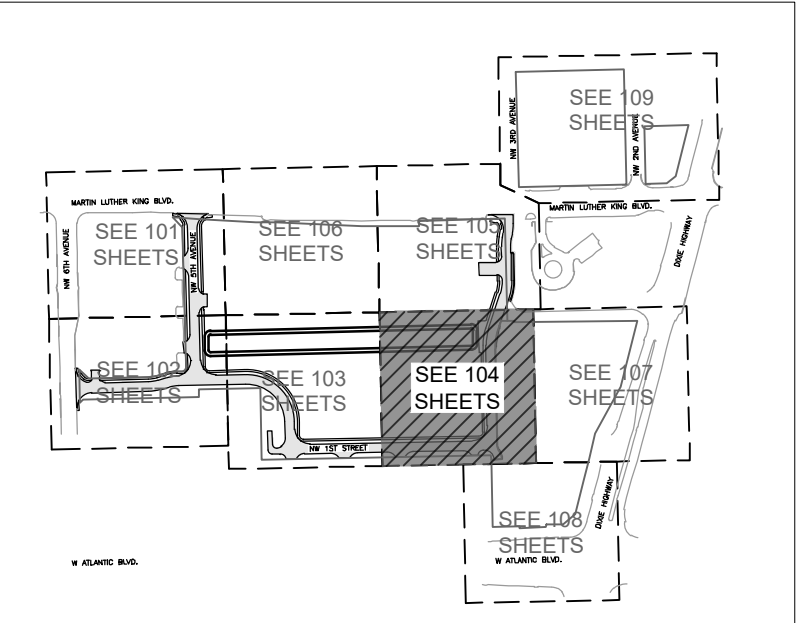 SEE 109
SHEETS
NW 3RD AVENUE
NW 2ND AVENUE
MARTIN LUTHER KING BLVD.
MARTIN LUTHER KING BLVD.
SEE 101
SHEETS
SEE 106
SHEETS
SEE 105
SHEETS
NW 6TH AVENUE
NW 5TH AVENUE
DIXIE HIGHWAY
SEE 102
SHEETS
SEE 103
SHEETS
SEE 104
SHEETS
SEE 107
SHEETS
NW 1ST STREET
SEE 108
SHEETS
DIXIE HIGHWAY
W ATLANTIC BLVD.
W ATLANTIC BLVD.